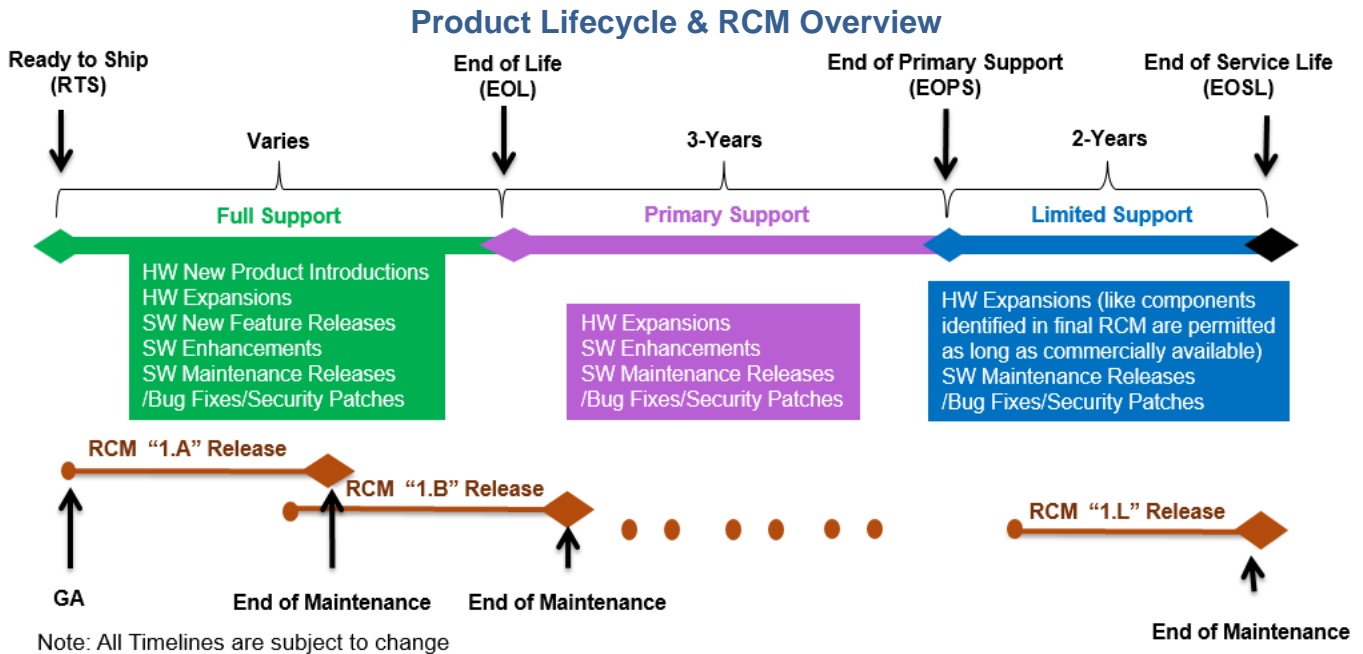 Product Lifecycle & RCM Overview
Ready to Ship
(RTS)
End of Life
(EOL)
End of Primary Support
(EOPS)
End of Service Life
(EOSL)
Varies
3-Years
2-Years
Full Support
Primary Support
Limited Support
HW New Product Introductions
HW Expansions
SW New Feature Releases
SW Enhancements
SW Maintenance Releases
/Bug Fixes/Security Patches
HW Expansions
SW Enhancements
SW Maintenance Releases
/Bug Fixes/Security Patches
HW Expansions (like components
identified in final RCM are permitted
as long as commercially available)
SW Maintenance Releases
/Bug Fixes/Security Patches
RCM “1.A” Release
RCM “1.B” Release
RCM “1.L” Release
GA
End of Maintenance
End of Maintenance
End of Maintenance
Note: All Timelines are subject to change